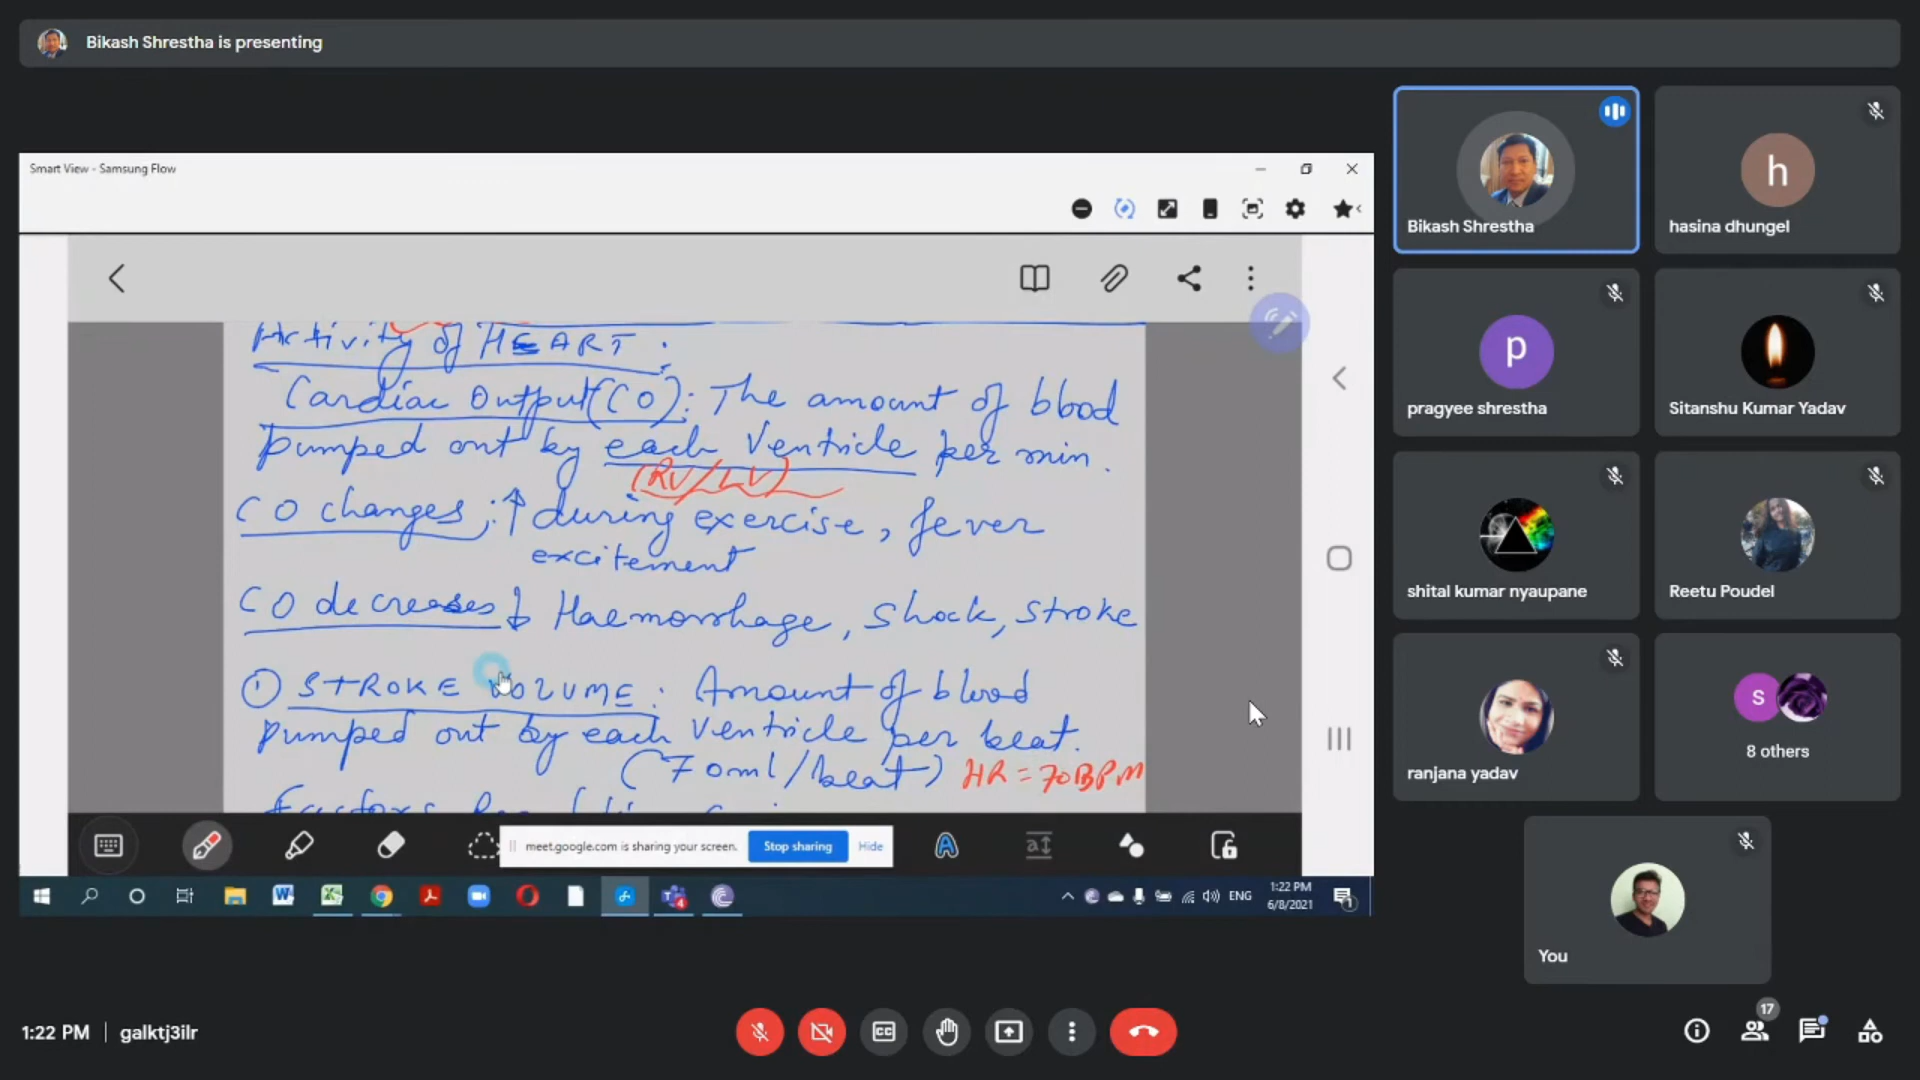 Bikash Shrestha is presenting
Smart View - Samsung Flow
Activity of HEART.
Cardiac Output (CO): The amount of blood
pumped out by each Ventricle per min.
(RV/LV)
CO changes: ↑ during exercise, fever
excitement
CO decreases ↓ Haemorrhage, Shock, Stroke
① STROKE VOLUME: Amount of blood
pumped out by each Ventricle per beat.
(70ml/beat) HR = 70BPM
Factors
meet.google.com is sharing your screen. Stop sharing Hide
ENG
1:22 PM
6/8/2021
Bikash Shrestha
h
hasina dhungel
p
pragyee shrestha
Sitanshu Kumar Yadav
shital kumar nyaupane
Reetu Poudel
ranjana yadav
s
8 others
You
1:22 PM | galktj3ilr
17